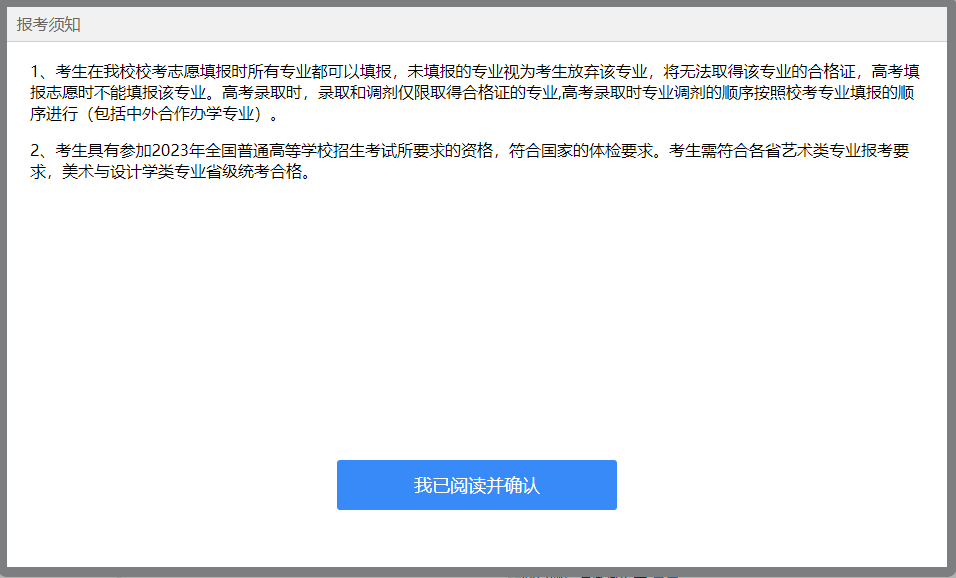 报考须知
1、考生在我校校考志愿填报时所有专业都可以填报，未填报的专业视为考生放弃该专业，将无法取得该专业的合格证，高考填
报志愿时不能填报该专业。高考录取时，录取和调剂仅限取得合格证的专业,高考录取时专业调剂的顺序按照校考专业填报的顺
序进行（包括中外合作办学专业）。
2、考生具有参加2023年全国普通高等学校招生考试所要求的资格，符合国家的体检要求。考生需符合各省艺术类专业报考要
求，美术与设计学类专业省级统考合格。
我已阅读并确认